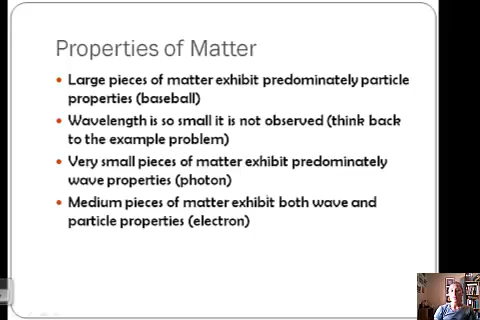 Properties of Matter
Large pieces of matter exhibit predominately particle
properties (baseball)
Wavelength is so small it is not observed (think back
to the example problem)
Very small pieces of matter exhibit predominately
wave properties (photon)
Medium pieces of matter exhibit both wave and
particle properties (electron)